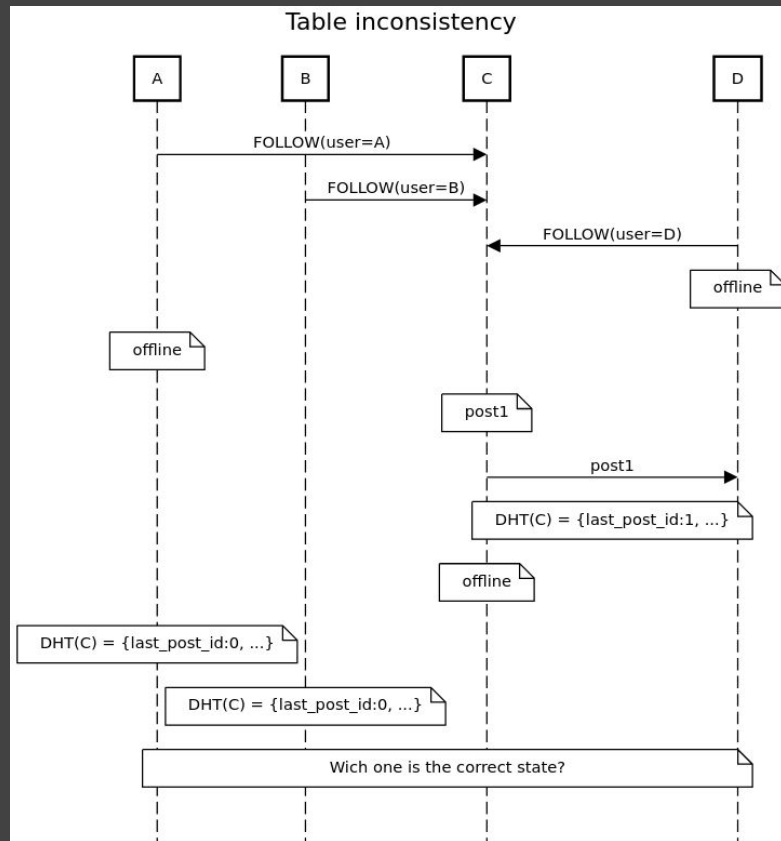 Table inconsistency
A B C D
FOLLOW(user=A)
FOLLOW(user=B)
FOLLOW(user=D)
offline
offline
post1
post1
DHT(C) = {last_post_id:1, ...}
offline
DHT(C) = {last_post_id:0, ...}
DHT(C) = {last_post_id:0, ...}
Wich one is the correct state?